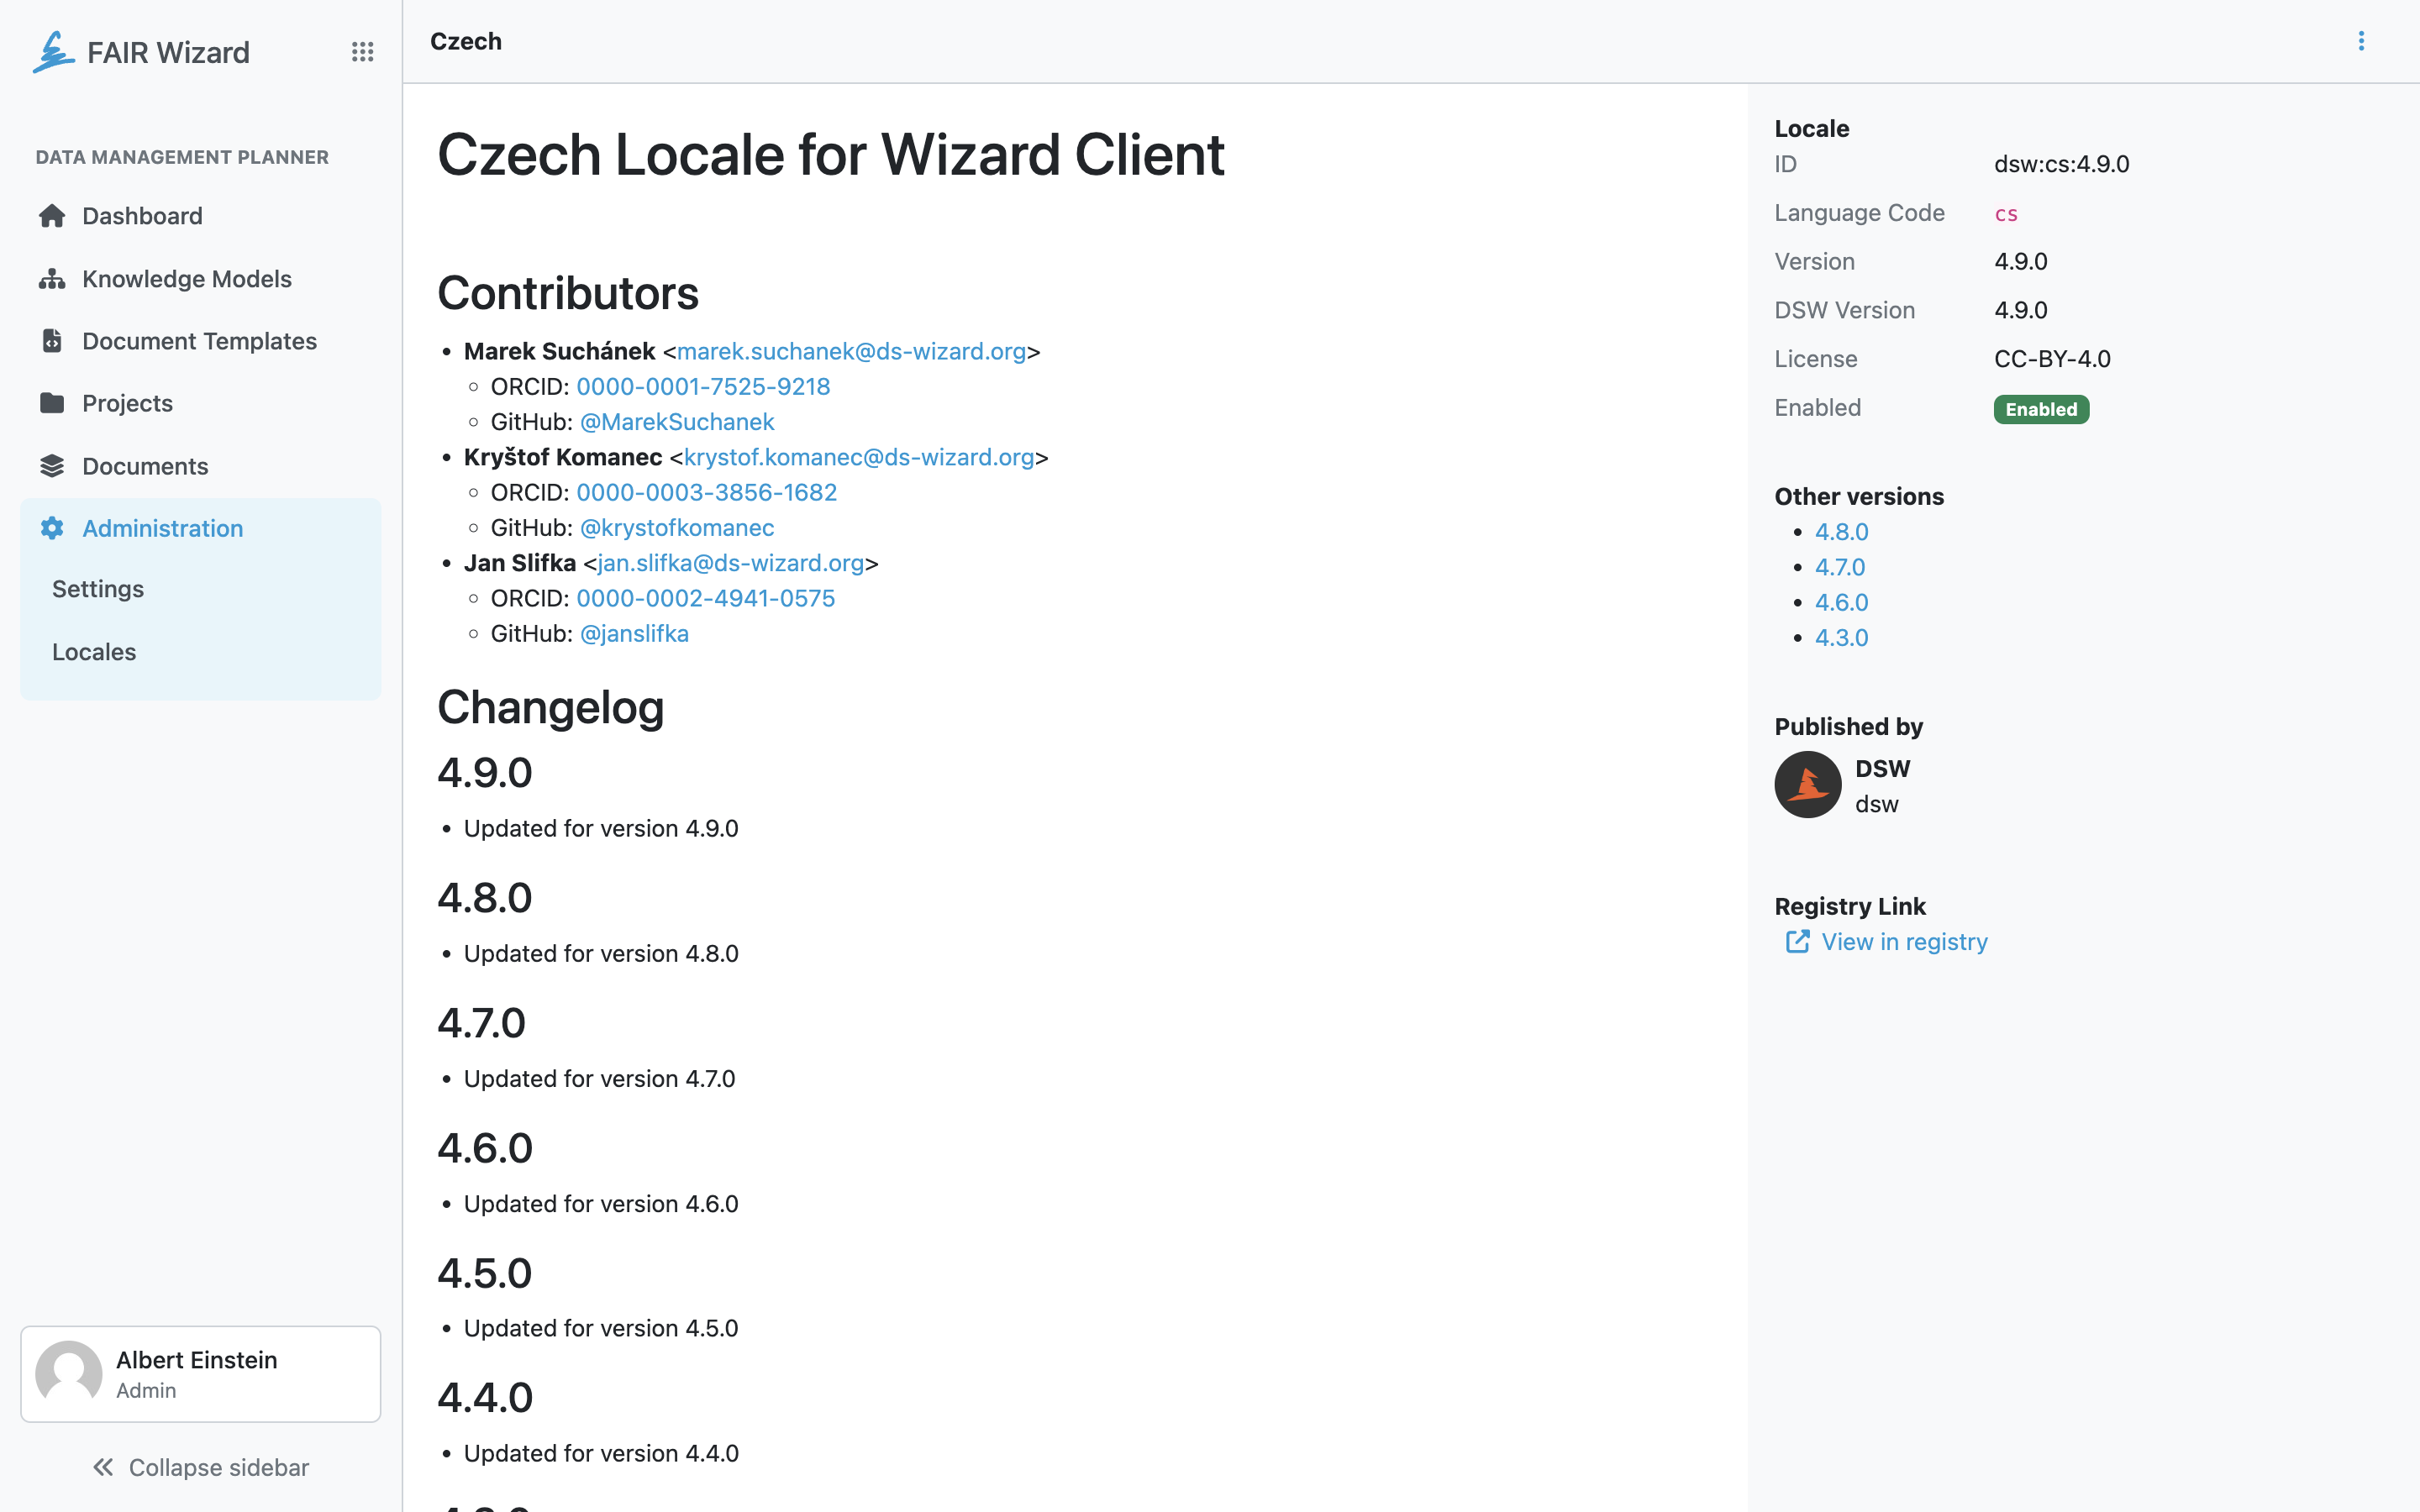 FAIR Wizard
DATA MANAGEMENT PLANNER
Dashboard
Knowledge Models
Document Templates
Projects
Documents
Administration
Settings
Locales
Albert Einstein
Admin
Collapse sidebar
Czech
Czech Locale for Wizard Client
Contributors
• Marek Suchánek <marek.suchanek@ds-wizard.org>
◦ ORCID: 0000-0001-7525-9218
◦ GitHub: @MarekSuchanek
• Kryštof Komanec <krystof.komanec@ds-wizard.org>
◦ ORCID: 0000-0003-3856-1682
◦ GitHub: @krystofkomanec
• Jan Slifka <jan.slifka@ds-wizard.org>
◦ ORCID: 0000-0002-4941-0575
◦ GitHub: @janslifka
Changelog
4.9.0
• Updated for version 4.9.0
4.8.0
• Updated for version 4.8.0
4.7.0
• Updated for version 4.7.0
4.6.0
• Updated for version 4.6.0
4.5.0
• Updated for version 4.5.0
4.4.0
• Updated for version 4.4.0
Locale
ID dsw:cs:4.9.0
Language Code cs
Version 4.9.0
DSW Version 4.9.0
License CC-BY-4.0
Enabled Enabled
Other versions
• 4.8.0
• 4.7.0
• 4.6.0
• 4.3.0
Published by
DSW
dsw
Registry Link
View in registry